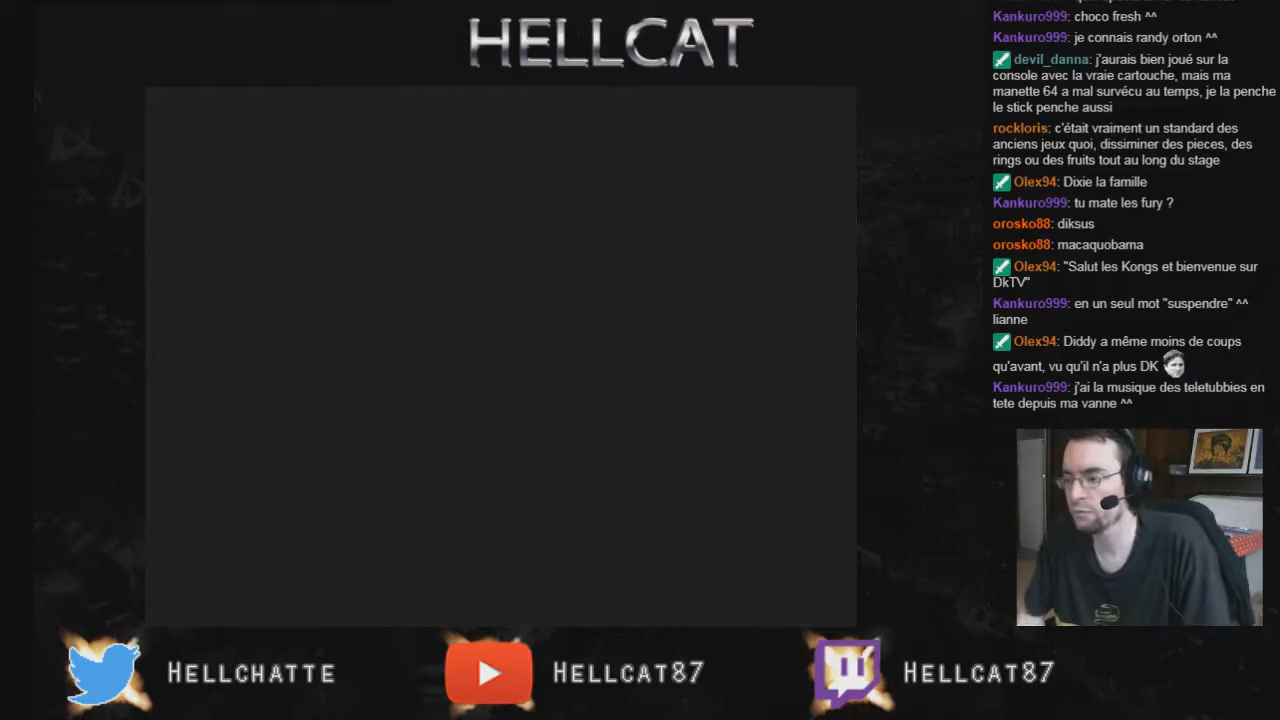 HELLCAT
Kankuro999: choco fresh ^^
Kankuro999: je connais randy orton ^^
devil_danna: j'aurais bien joué sur la
console avec la vraie cartouche, mais ma
manette 64 a mal survécu au temps, je la penche
le stick penche aussi
rockloris: c'était vraiment un standard des
anciens jeux quoi, dissiminer des pieces, des
rings ou des fruits tout au long du stage
Olex94: Dixie la famille
Kankuro999: tu mate les fury ?
orosko88: diksus
orosko88: macaquobama
Olex94: "Salut les Kongs et bienvenue sur
DkTV"
Kankuro999: en un seul mot "suspendre" ^^
lianne
Olex94: Diddy a même moins de coups
qu'avant, vu qu'il n'a plus DK
Kankuro999: j'ai la musique des teletubbies en
tete depuis ma vanne ^^
HELLCHATTE
HELLCAT87
HELLCAT87